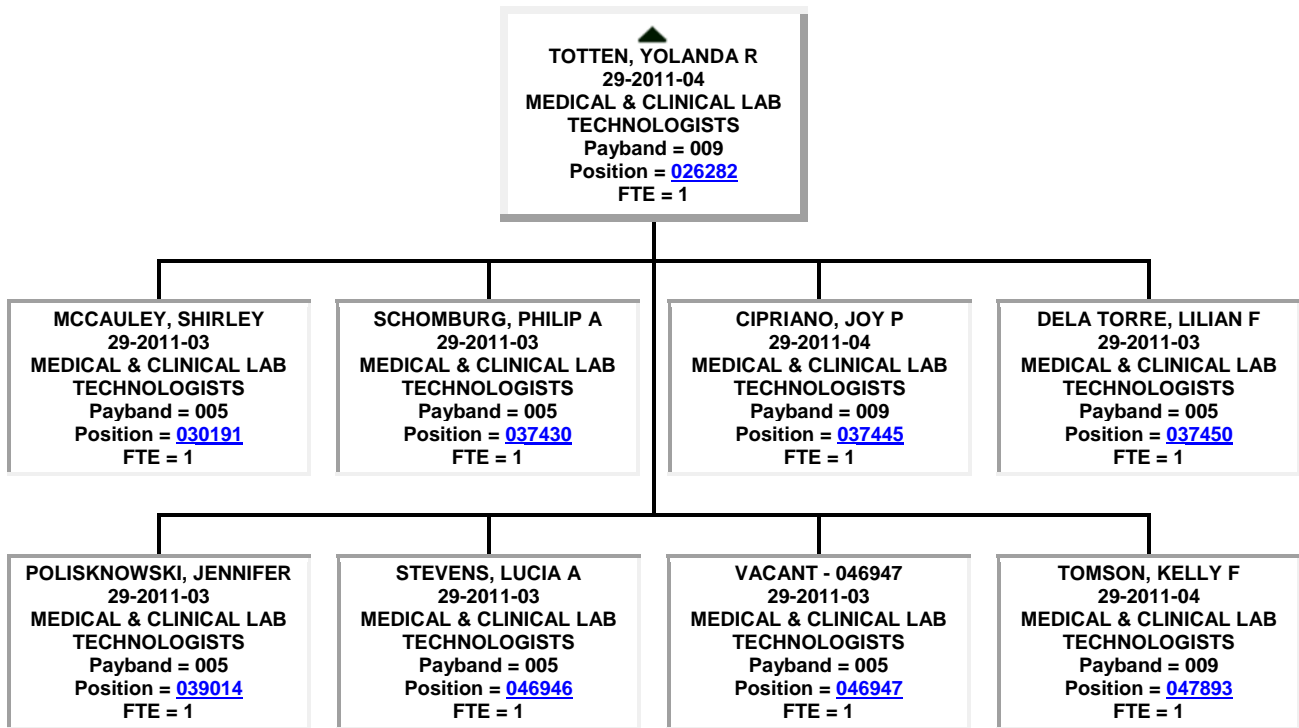 TOTTEN, YOLANDA R
29-2011-04
MEDICAL & CLINICAL LAB
TECHNOLOGISTS
Payband = 009
Position = 026282
FTE = 1
MCCAULEY, SHIRLEY
29-2011-03
MEDICAL & CLINICAL LAB
TECHNOLOGISTS
Payband = 005
Position = 030191
FTE = 1
SCHOMBURG, PHILIP A
29-2011-03
MEDICAL & CLINICAL LAB
TECHNOLOGISTS
Payband = 005
Position = 037430
FTE = 1
CIPRIANO, JOY P
29-2011-04
MEDICAL & CLINICAL LAB
TECHNOLOGISTS
Payband = 009
Position = 037445
FTE = 1
DELA TORRE, LILIAN F
29-2011-03
MEDICAL & CLINICAL LAB
TECHNOLOGISTS
Payband = 005
Position = 037450
FTE = 1
POLISKNOWSKI, JENNIFER
29-2011-03
MEDICAL & CLINICAL LAB
TECHNOLOGISTS
Payband = 005
Position = 039014
FTE = 1
STEVENS, LUCIA A
29-2011-03
MEDICAL & CLINICAL LAB
TECHNOLOGISTS
Payband = 005
Position = 046946
FTE = 1
VACANT - 046947
29-2011-03
MEDICAL & CLINICAL LAB
TECHNOLOGISTS
Payband = 005
Position = 046947
FTE = 1
TOMSON, KELLY F
29-2011-04
MEDICAL & CLINICAL LAB
TECHNOLOGISTS
Payband = 009
Position = 047893
FTE = 1